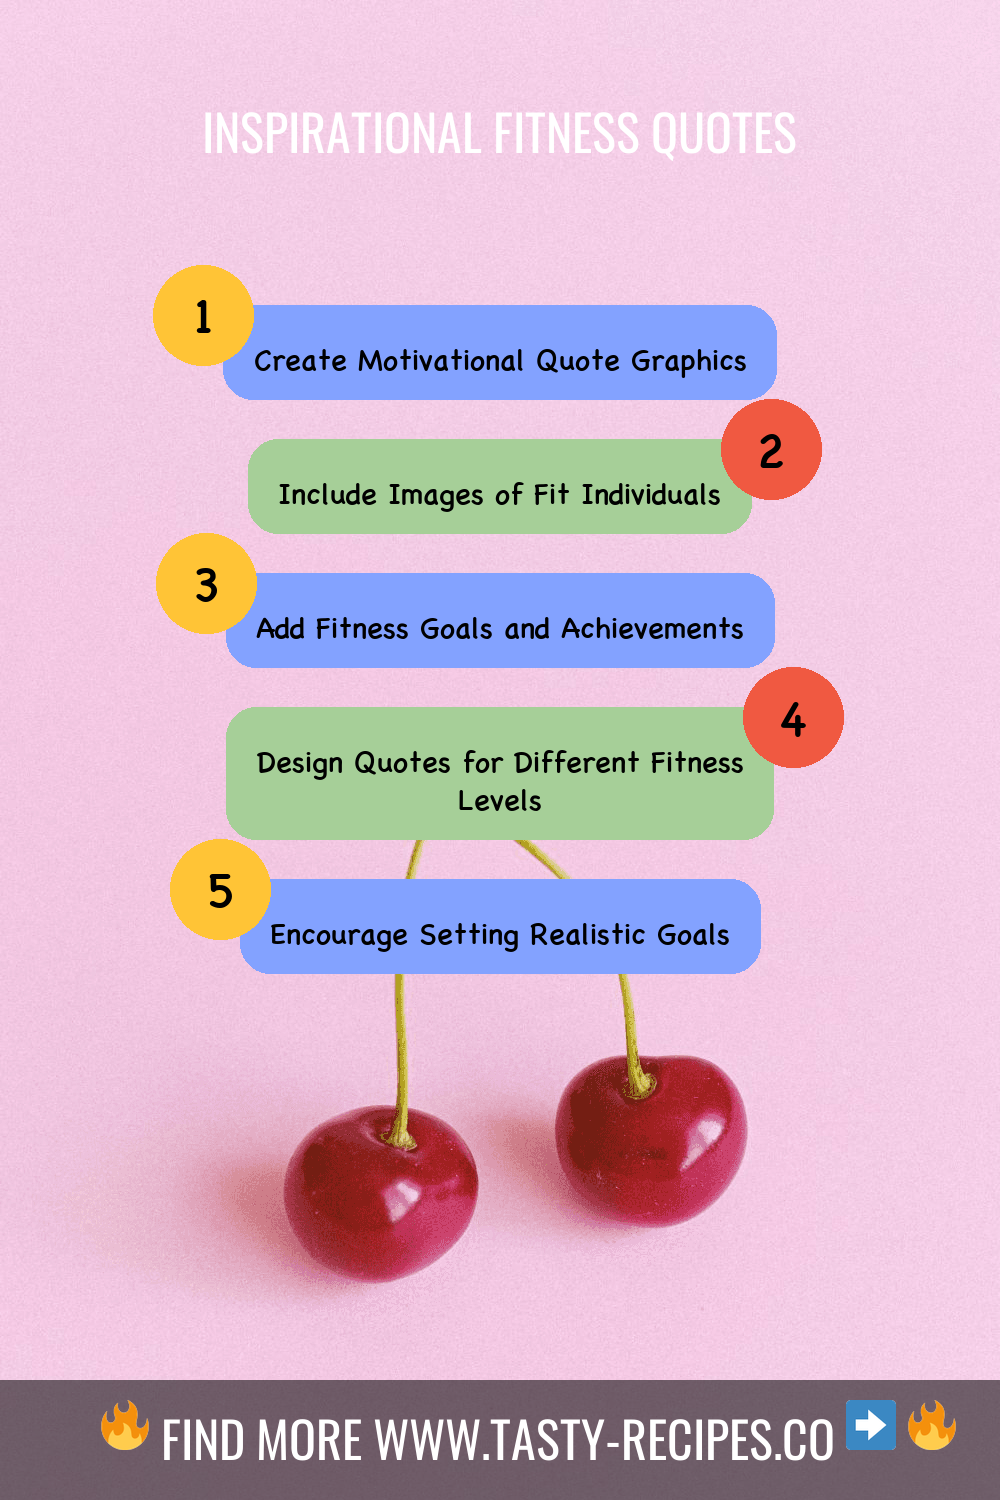 INSPIRATIONAL FITNESS QUOTES
1
Create Motivational Quote Graphics
2
Include Images of Fit Individuals
3
Add Fitness Goals and Achievements
4
Design Quotes for Different Fitness
Levels
5
Encourage Setting Realistic Goals
🔥 FIND MORE WWW.TASTY-RECIPES.CO ➡️ 🔥